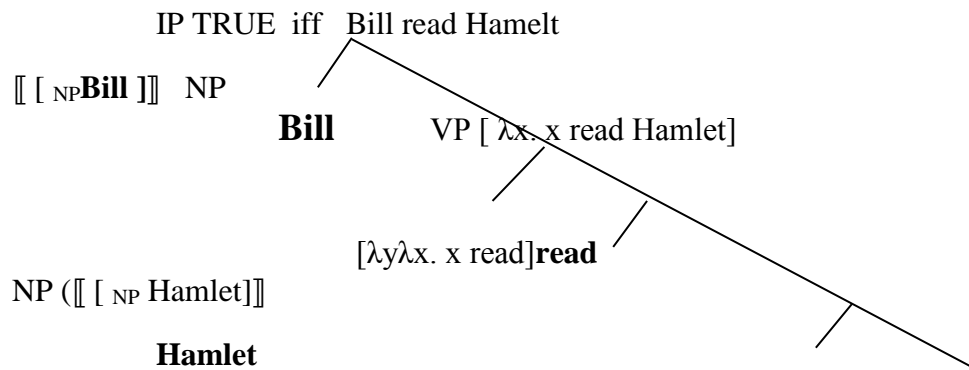 IP TRUE iff Bill read Hamelt
⟦ [ NPBill ]⟧ NP
Bill VP [ λx. x read Hamlet]
[λyλx. x read]read
NP (⟦ [ NP Hamlet]⟧
Hamlet